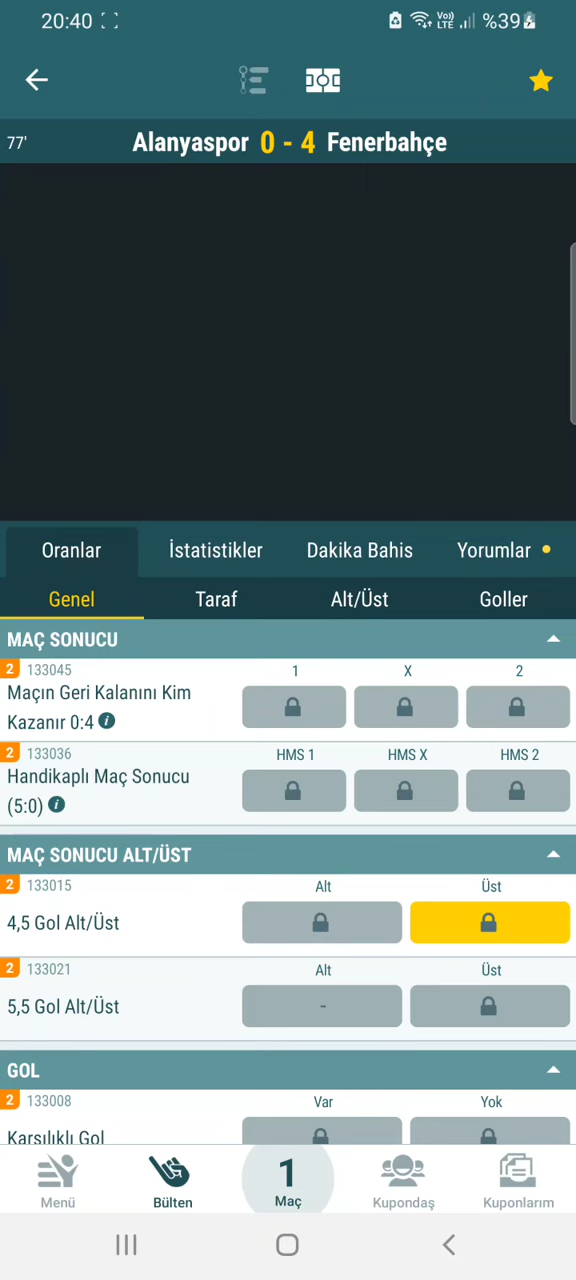 20:40 Vo)) LTE %39
77' Alanyaspor 0 - 4 Fenerbahçe
Oranlar İstatistikler Dakika Bahis Yorumlar
Genel Taraf Alt/Üst Goller
MAÇ SONUCU
2 133045 1 X 2
Maçın Geri Kalanını Kim
Kazanır 0:4 i
2 133036 HMS 1 HMS X HMS 2
Handikaplı Maç Sonucu
(5:0) i
MAÇ SONUCU ALT/ÜST
2 133015 Alt Üst
4,5 Gol Alt/Üst
2 133021 Alt Üst
5,5 Gol Alt/Üst -
GOL
2 133008 Var Yok
Karşılıklı Gol
Menü Bülten 1 Maç Kupondaş Kuponlarım